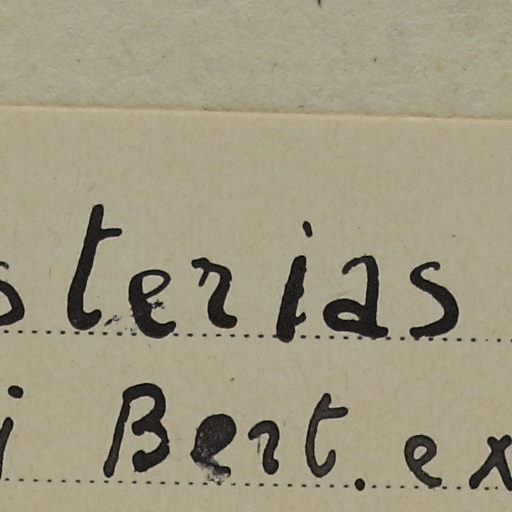 sterias
i Bert. ex